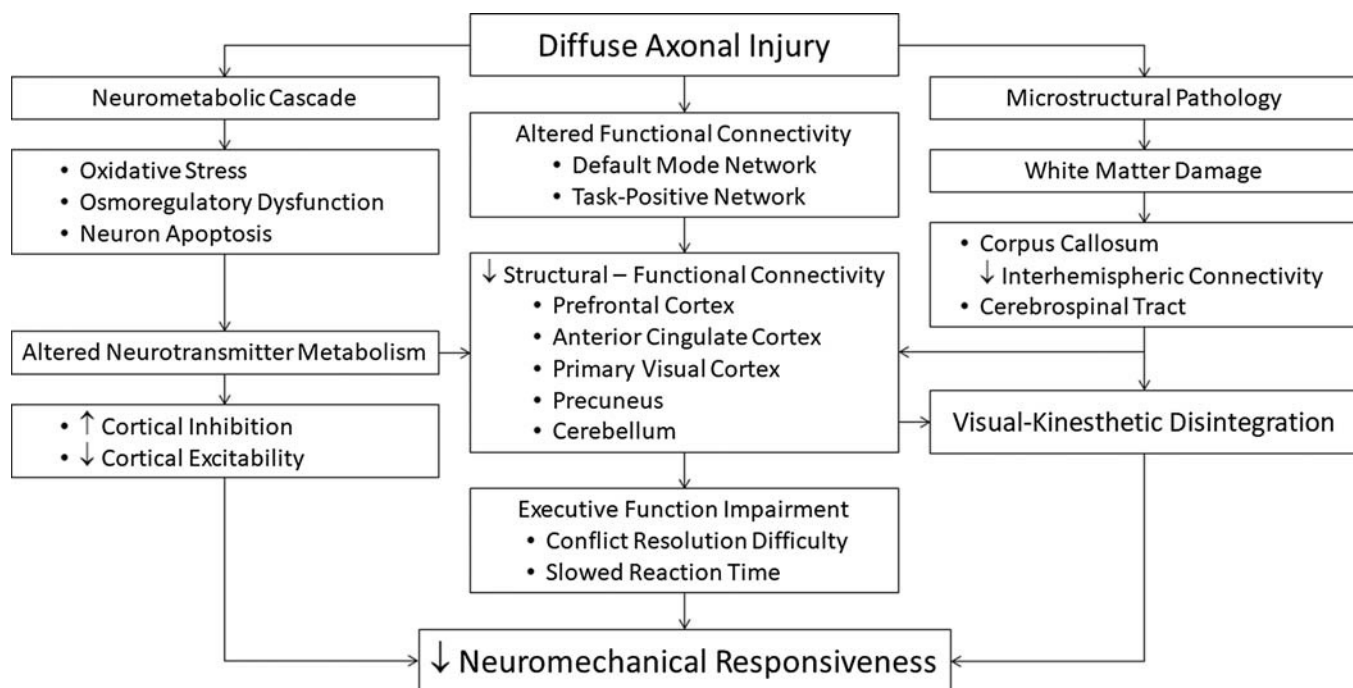 Diffuse Axonal Injury
Neurometabolic Cascade
• Oxidative Stress
• Osmoregulatory Dysfunction
• Neuron Apoptosis
Altered Neurotransmitter Metabolism
• ↑ Cortical Inhibition
• ↓ Cortical Excitability
Altered Functional Connectivity
• Default Mode Network
• Task-Positive Network
↓ Structural – Functional Connectivity
• Prefrontal Cortex
• Anterior Cingulate Cortex
• Primary Visual Cortex
• Precuneus
• Cerebellum
Executive Function Impairment
• Conflict Resolution Difficulty
• Slowed Reaction Time
Microstructural Pathology
White Matter Damage
• Corpus Callosum
↓ Interhemispheric Connectivity
• Cerebrospinal Tract
Visual-Kinesthetic Disintegration
↓ Neuromechanical Responsiveness